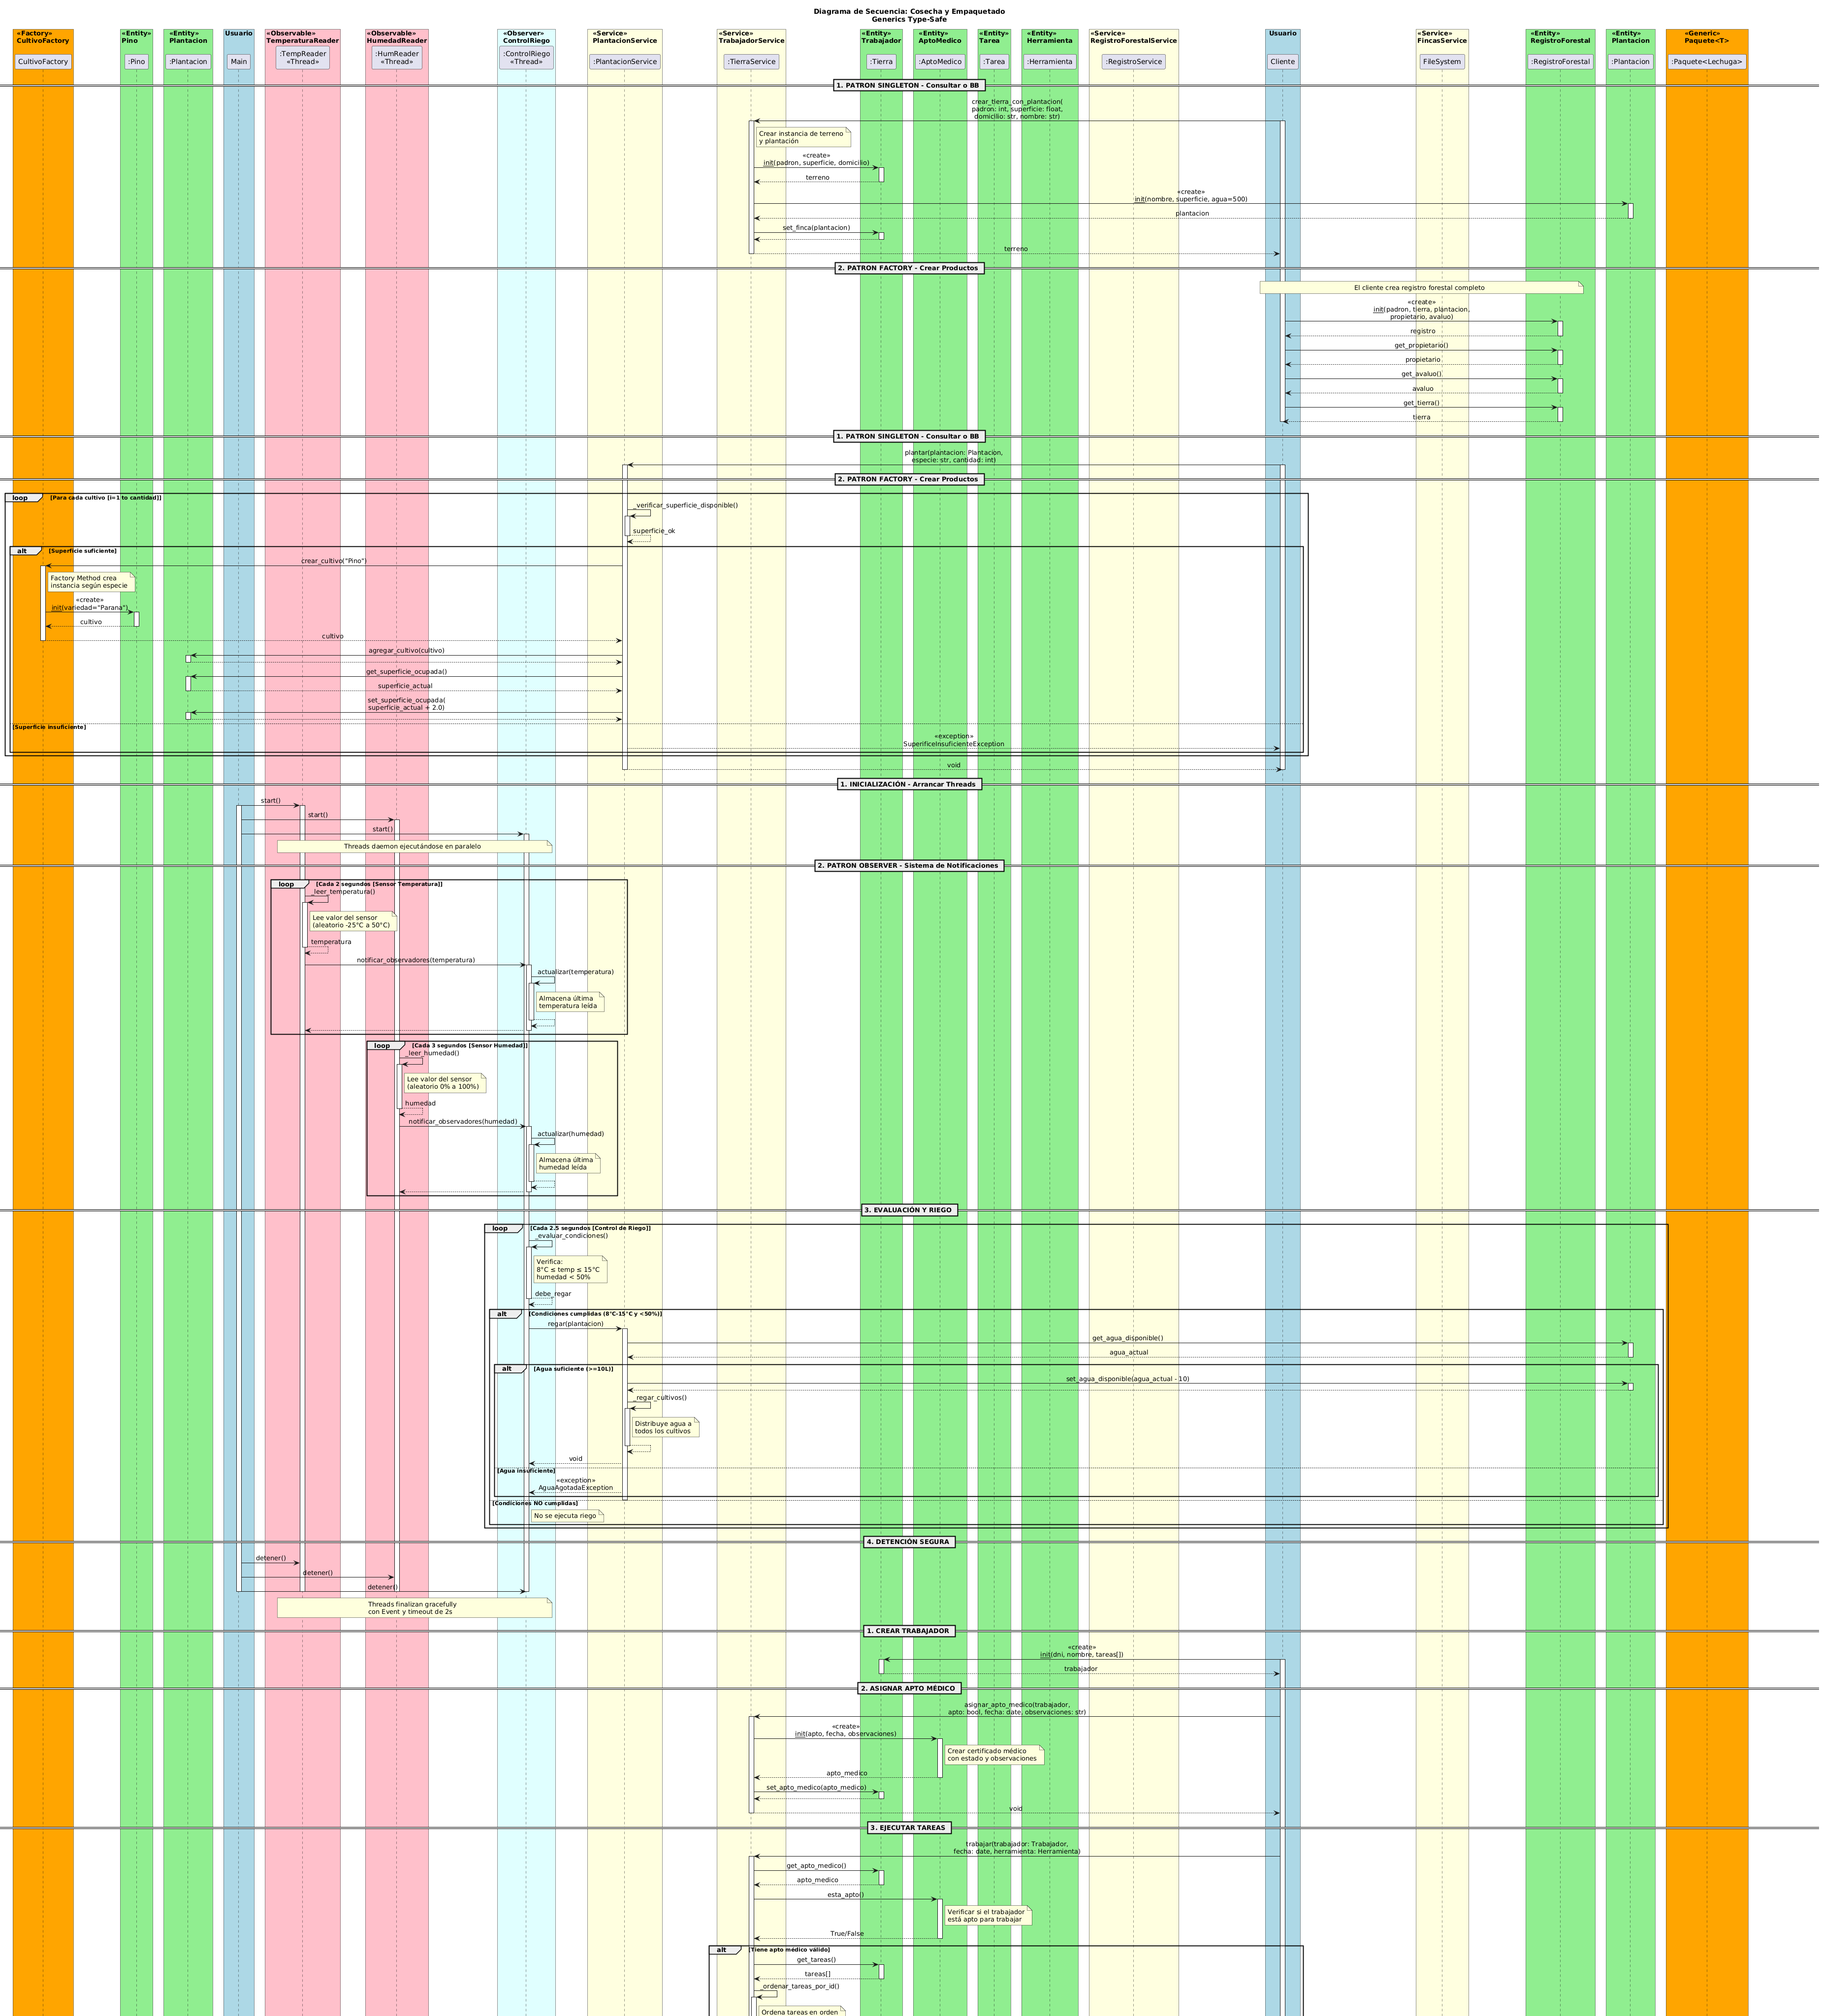 Diagrama de Secuencia: Cosecha y Empaquetado
Generics Type-Safe
«Factory»
CultivoFactory
«Entity»
Pino
«Entity»
Plantacion
Usuario
«Observable»
TemperaturaReader
«Observable»
HumedadReader
«Observer»
ControlRiego
«Service»
PlantacionService
«Service»
TrabajadorService
«Entity»
Trabajador
«Entity»
AptoMedico
«Entity»
Tarea
«Entity»
Herramienta
«Service»
RegistroForestalService
Usuario
«Service»
FincasService
«Entity»
RegistroForestal
«Entity»
Plantacion
«Generic»
Paquete<T>
CultivoFactory
:Pino
:Plantacion
Main
:TempReader
«Thread»
:HumReader
«Thread»
:ControlRiego
«Thread»
:PlantacionService
:TierraService
:Tierra
:AptoMedico
:Tarea
:Herramienta
:RegistroService
Cliente
FileSystem
:RegistroForestal
:Plantacion
:Paquete<Lechuga>
1. PATRON SINGLETON - Consultar o BB
crear_tierra_con_plantacion(
padron: int, superficie: float,
domicilio: str, nombre: str)
Crear instancia de terreno
y plantación
«create»
init(padron, superficie, domicilio)
terreno
«create»
init(nombre, superficie, agua=500)
plantacion
set_finca(plantacion)
terreno
2. PATRON FACTORY - Crear Productos
El cliente crea registro forestal completo
«create»
init(padron, tierra, plantacion,
propietario, avaluo)
registro
get_propietario()
propietario
get_avaluo()
avaluo
get_tierra()
tierra
1. PATRON SINGLETON - Consultar o BB
plantar(plantacion: Plantacion,
especie: str, cantidad: int)
2. PATRON FACTORY - Crear Productos
loop [Para cada cultivo [i=1 to cantidad]]
_verificar_superficie_disponible()
superficie_ok
alt [Superficie suficiente]
crear_cultivo("Pino")
Factory Method crea
instancia según especie
«create»
init(variedad="Parana")
cultivo
cultivo
agregar_cultivo(cultivo)
get_superficie_ocupada()
superficie_actual
set_superficie_ocupada(
superficie_actual + 2.0)
[Superficie insuficiente]
«exception»
SuperificeInsuficienteException
void
1. INICIALIZACIÓN - Arrancar Threads
start()
start()
start()
Threads daemon ejecutándose en paralelo
2. PATRON OBSERVER - Sistema de Notificaciones
loop [Cada 2 segundos [Sensor Temperatura]]
_leer_temperatura()
Lee valor del sensor
(aleatorio -25°C a 50°C)
temperatura
notificar_observadores(temperatura)
actualizar(temperatura)
Almacena última
temperatura leída
loop [Cada 3 segundos [Sensor Humedad]]
_leer_humedad()
Lee valor del sensor
(aleatorio 0% a 100%)
humedad
notificar_observadores(humedad)
actualizar(humedad)
Almacena última
humedad leída
3. EVALUACIÓN Y RIEGO
loop [Cada 2.5 segundos [Control de Riego]]
_evaluar_condiciones()
Verifica:
8°C ≤ temp ≤ 15°C
humedad < 50%
debe_regar
alt [Condiciones cumplidas (8°C-15°C y <50%)]
regar(plantacion)
get_agua_disponible()
agua_actual
alt [Agua suficiente (>=10L)]
set_agua_disponible(agua_actual - 10)
_regar_cultivos()
Distribuye agua a
todos los cultivos
void
[Agua insuficiente]
«exception»
AguaAgotadaException
[Condiciones NO cumplidas]
No se ejecuta riego
4. DETENCIÓN SEGURA
detener()
detener()
detener()
Threads finalizan gracefully
con Event y timeout de 2s
1. CREAR TRABAJADOR
«create»
init(dni, nombre, tareas[])
trabajador
2. ASIGNAR APTO MÉDICO
asignar_apto_medico(trabajador,
apto: bool, fecha: date, observaciones: str)
«create»
init(apto, fecha, observaciones)
Crear certificado médico
con estado y observaciones
apto_medico
set_apto_medico(apto_medico)
void
3. EJECUTAR TAREAS
trabajar(trabajador: Trabajador,
fecha: date, herramienta: Herramienta)
get_apto_medico()
apto_medico
esta_apto()
Verificar si el trabajador
está apto para trabajar
True/False
alt [Tiene apto médico válido]
get_tareas()
tareas[]
_ordenar_tareas_por_id()
Ordena tareas en orden